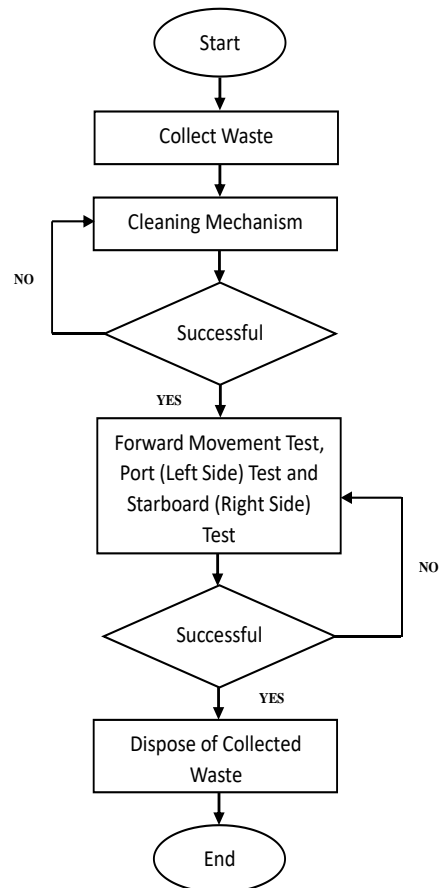 Start
Collect Waste
Cleaning Mechanism
NO
Successful
YES
Forward Movement Test,
Port (Left Side) Test and
Starboard (Right Side)
Test
NO
Successful
YES
Dispose of Collected
Waste
End